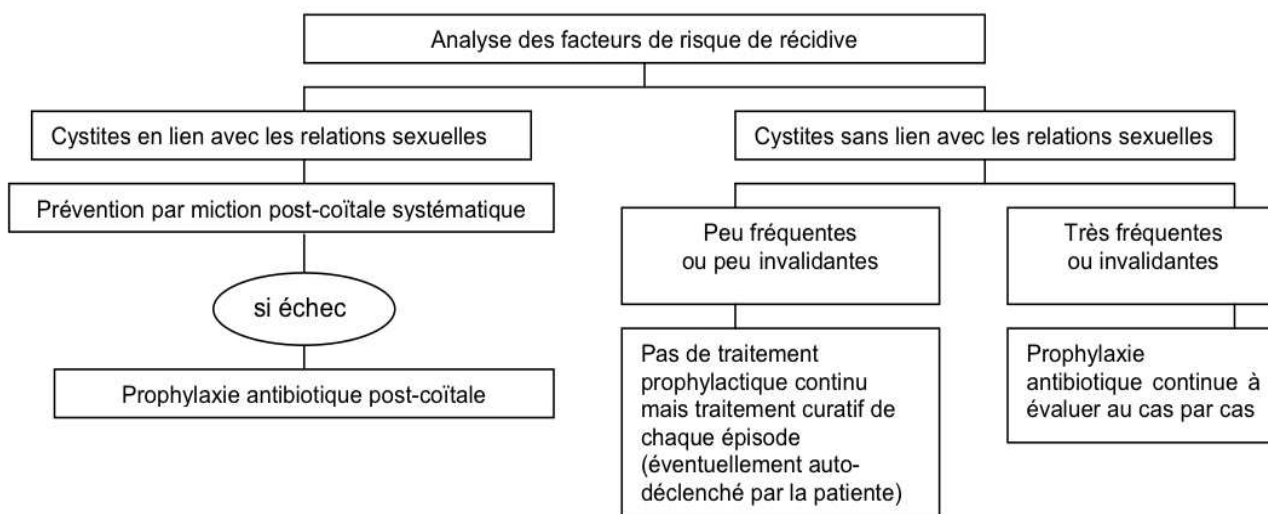 Analyse des facteurs de risque de récidive
Cystites en lien avec les relations sexuelles
Prévention par miction post-coïtale systématique
si échec
Prophylaxie antibiotique post-coïtale
Cystites sans lien avec les relations sexuelles
Peu fréquentes
ou peu invalidantes
Pas de traitement
prophylactique continu
mais traitement curatif de
chaque épisode
(éventuellement auto-
déclenché par la patiente)
Très fréquentes
ou invalidantes
Prophylaxie
antibiotique continue à
évaluer au cas par cas